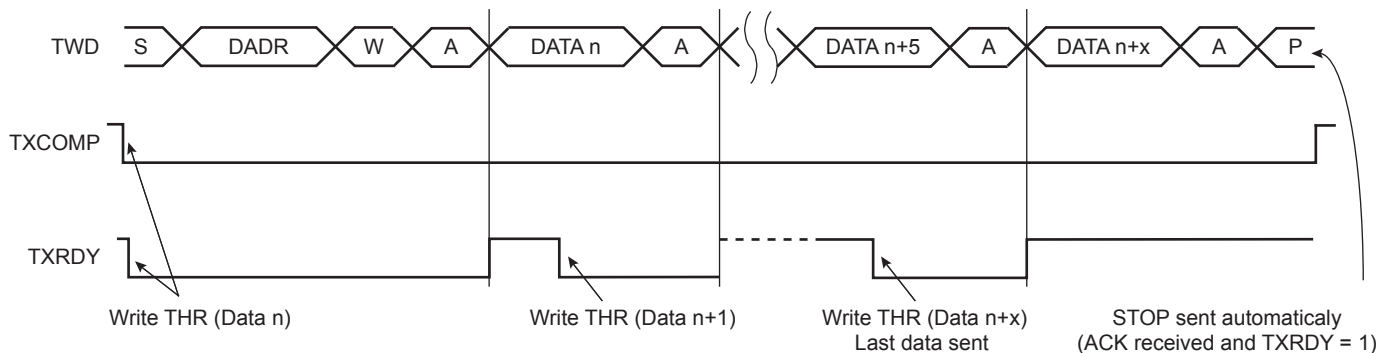 TWD S DADR W A DATA n A DATA n+5 A DATA n+x A P
TXCOMP
TXRDY
Write THR (Data n)
Write THR (Data n+1)
Write THR (Data n+x)
Last data sent
STOP sent automaticaly
(ACK received and TXRDY = 1)